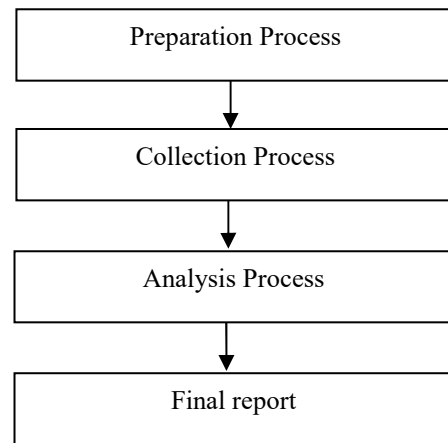 Preparation Process
Collection Process
Analysis Process
Final report